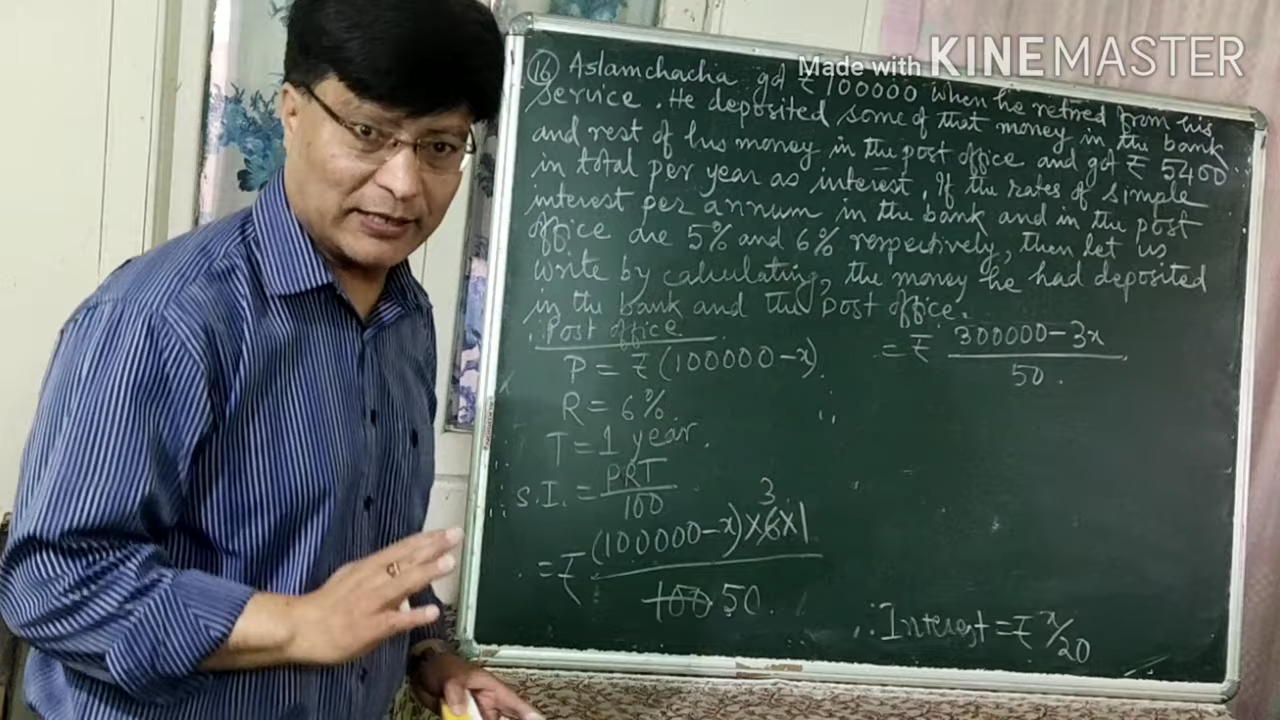 Made with KINEMASTER
16 Aslamchacha got ₹ 100000 when he retired from his
service. He deposited some of that money in the bank
and rest of his money in the post office and got ₹ 5400
in total per year as interest. If the rates of simple
interest per annum in the bank and in the post
office are 5% and 6% respectively, then let us
write by calculating, the money he had deposited
in the bank and the post office.
Post office
P = ₹ (100000 - x)
R = 6%.
T = 1 year.
S.I. = PRT/100
= ₹ (100000 - x) × 6 × 1 / 100
3
50.
= ₹ 300000 - 3x / 50.
∴ Interest = ₹ x/20